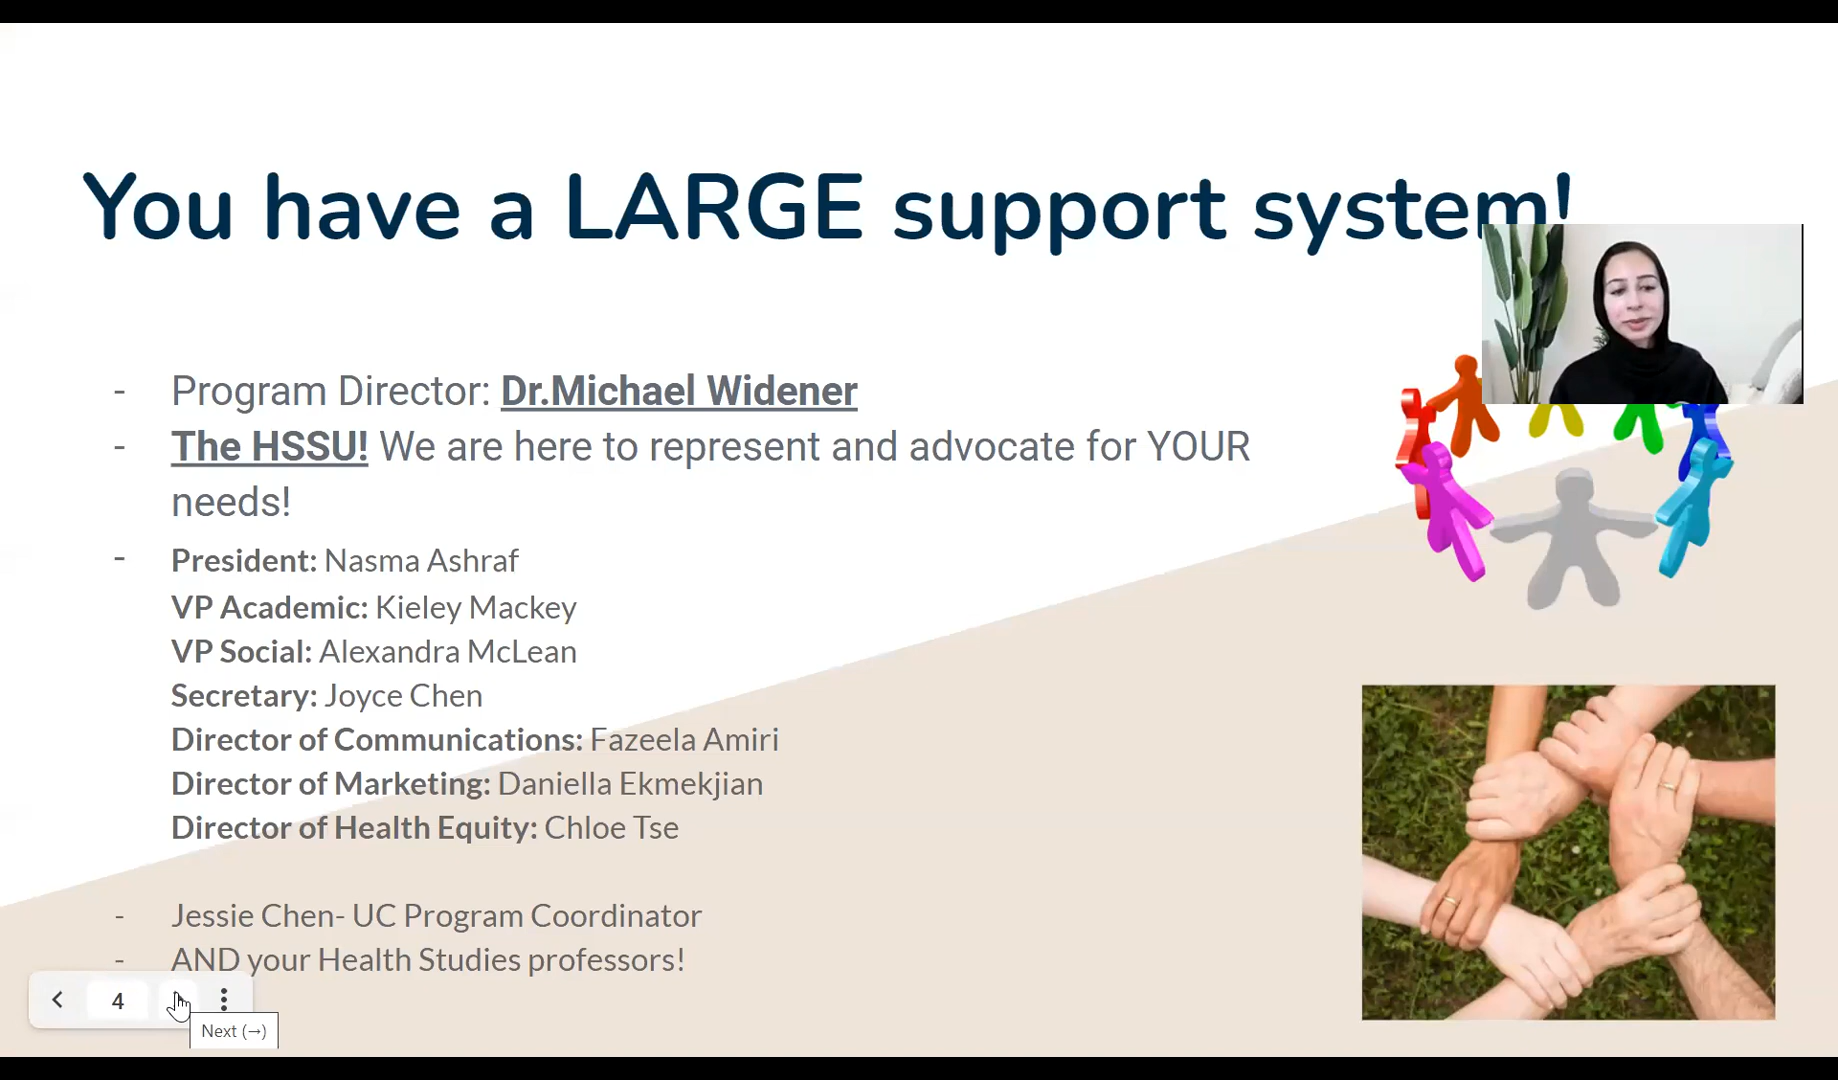 You have a LARGE support system!
- Program Director: Dr.Michael Widener
- The HSSU! We are here to represent and advocate for YOUR
needs!
- President: Nasma Ashraf
VP Academic: Kieley Mackey
VP Social: Alexandra McLean
Secretary: Joyce Chen
Director of Communications: Fazeela Amiri
Director of Marketing: Daniella Ekmekjian
Director of Health Equity: Chloe Tse
- Jessie Chen- UC Program Coordinator
- AND your Health Studies professors!
4
Next (→)